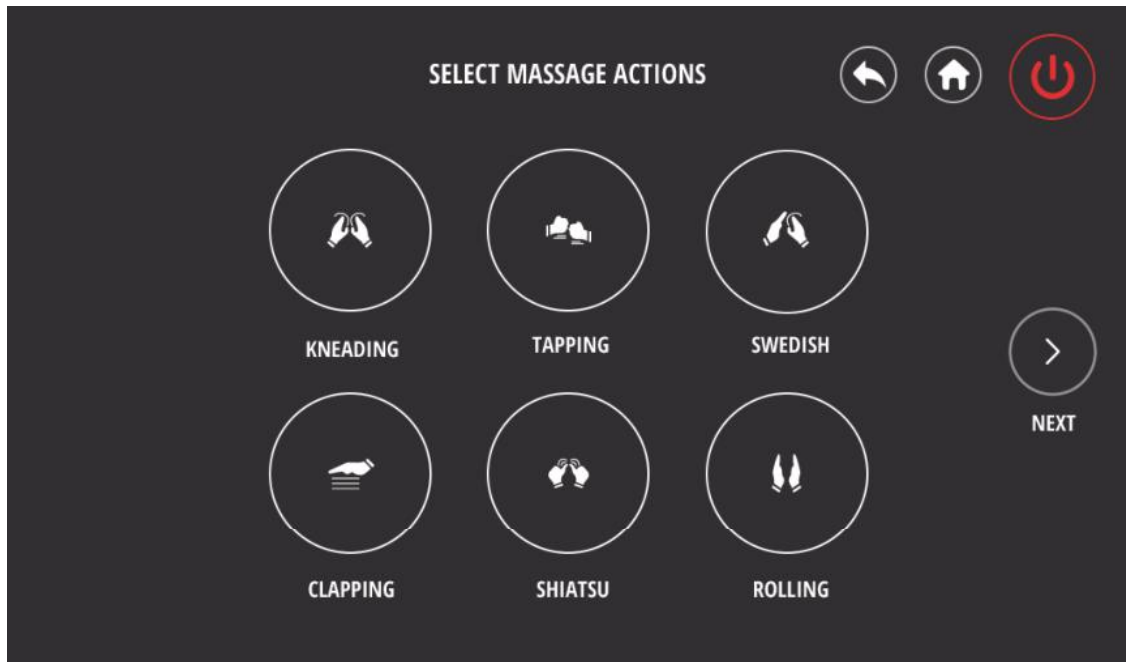 SELECT MASSAGE ACTIONS
KNEADING
TAPPING
SWEDISH
NEXT
CLAPPING
SHIATSU
ROLLING